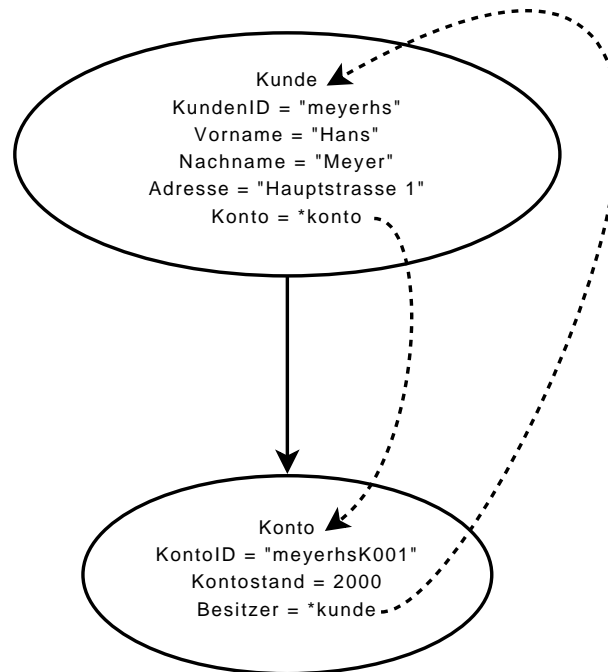 Kunde
KundenID = "meyerhs"
Vorname = "Hans"
Nachname = "Meyer"
Adresse = "Hauptstrasse 1"
Konto = *konto
Konto
KontoID = "meyerhsK001"
Kontostand = 2000
Besitzer = *kunde